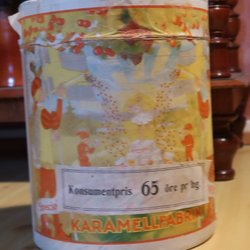 Konsumentpris 65 öre pr hg.
KARAMELLFABRIK